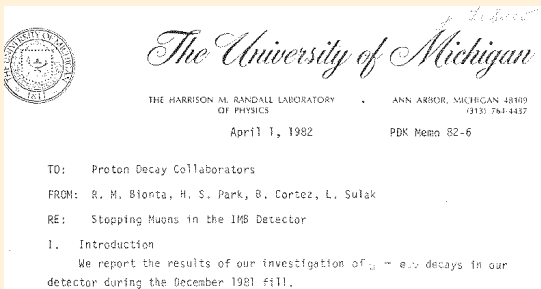 The University of Michigan
THE HARRISON M. RANDALL LABORATORY
OF PHYSICS
ANN ARBOR, MICHIGAN 48109
(313) 764-4437
April 1, 1982
PDK Memo 82-6
TO: Proton Decay Collaborators
FROM: R. M. Bionta, H. S. Park, B. Cortez, L. Sulak
RE: Stopping Muons in the IMB Detector
I. Introduction
We report the results of our investigation of decays in our
detector during the December 1981 fill.